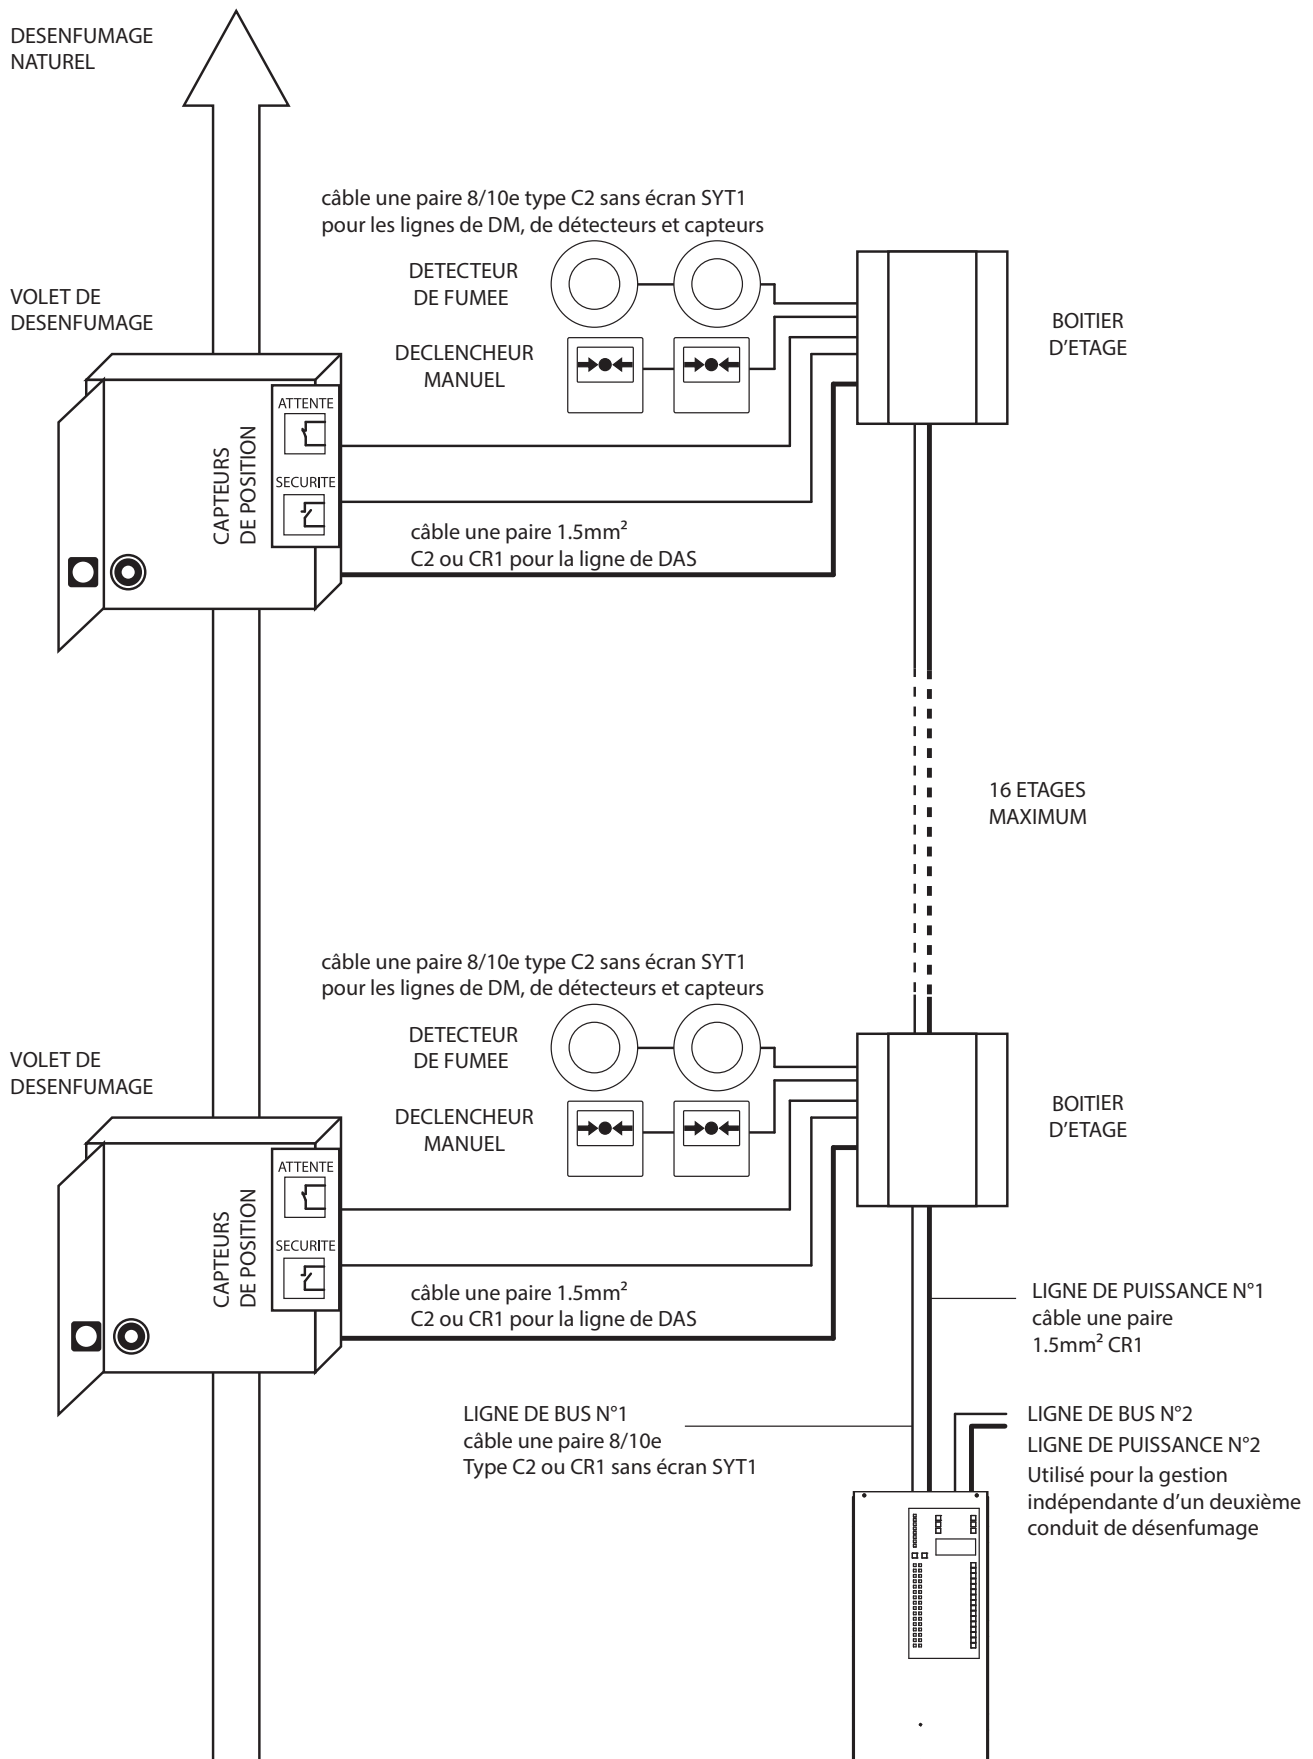 DESENFUMAGE
NATUREL
câble une paire 8/10e type C2 sans écran SYT1
pour les lignes de DM, de détecteurs et capteurs
DETECTEUR
DE FUMEE
VOLET DE
DESENFUMAGE
BOITIER
D'ETAGE
DECLENCHEUR
MANUEL
ATTENTE
CAPTEURS
DE POSITION
SECURITE
câble une paire 1.5mm²
C2 ou CR1 pour la ligne de DAS
16 ETAGES
MAXIMUM
câble une paire 8/10e type C2 sans écran SYT1
pour les lignes de DM, de détecteurs et capteurs
DETECTEUR
DE FUMEE
VOLET DE
DESENFUMAGE
BOITIER
D'ETAGE
DECLENCHEUR
MANUEL
ATTENTE
CAPTEURS
DE POSITION
SECURITE
câble une paire 1.5mm²
C2 ou CR1 pour la ligne de DAS
LIGNE DE PUISSANCE N°1
câble une paire
1.5mm² CR1
LIGNE DE BUS N°1
câble une paire 8/10e
Type C2 ou CR1 sans écran SYT1
LIGNE DE BUS N°2
LIGNE DE PUISSANCE N°2
Utilisé pour la gestion
indépendante d'un deuxième
conduit de désenfumage